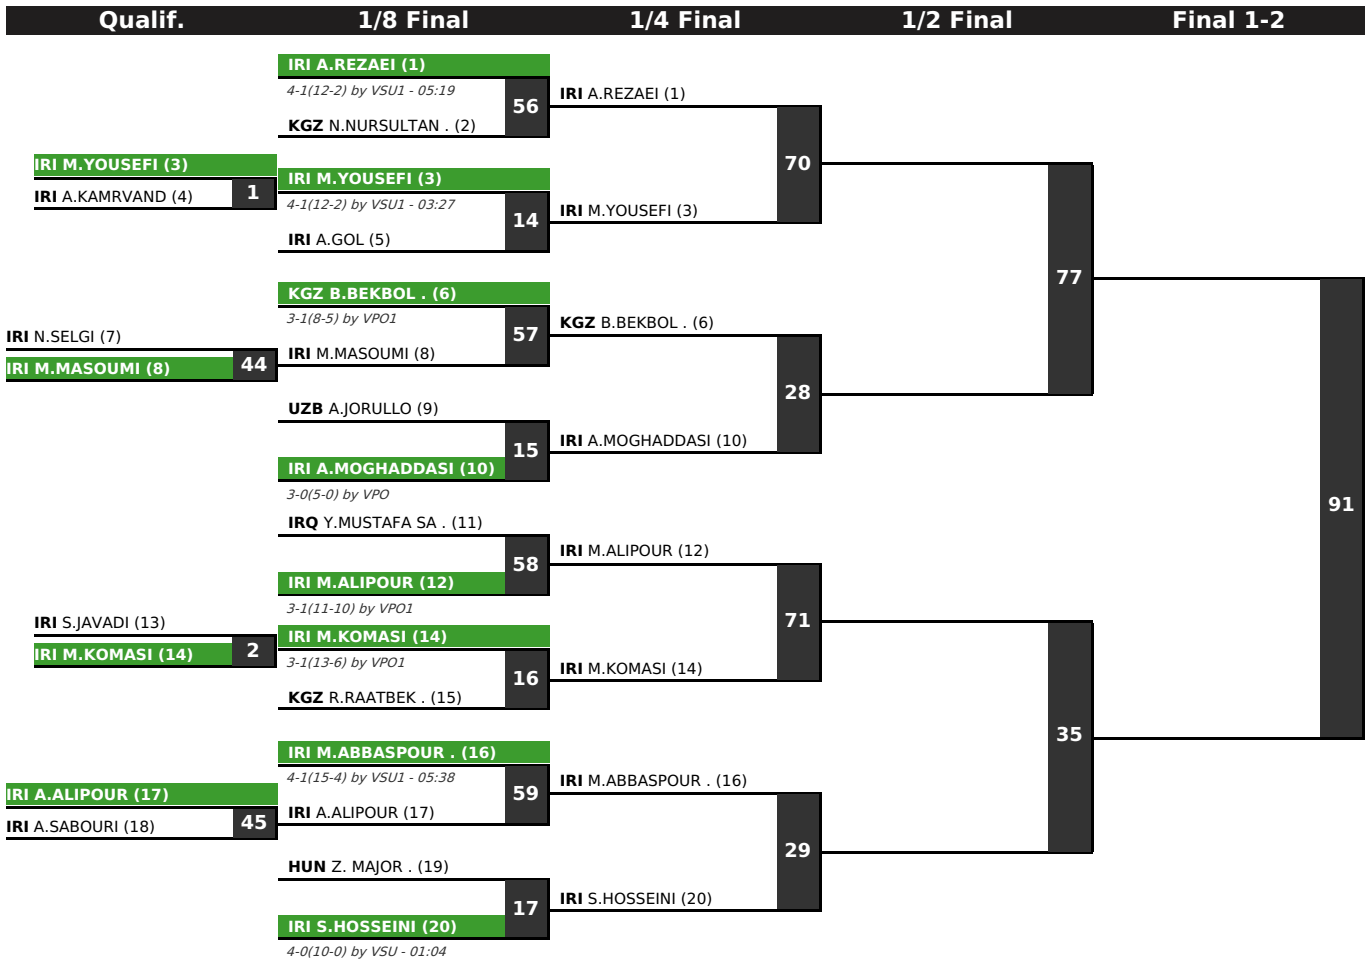 Qualif.
1/8 Final
1/4 Final
1/2 Final
Final 1-2
IRI M.YOUSEFI (3)
IRI A.KAMRVAND (4)
1
IRI N.SELGI (7)
IRI M.MASOUMI (8)
44
IRI S.JAVADI (13)
IRI M.KOMASI (14)
2
IRI A.ALIPOUR (17)
IRI A.SABOURI (18)
45
IRI A.REZAEI (1)
4-1(12-2) by VSU1 - 05:19
KGZ N.NURSULTAN . (2)
56
IRI M.YOUSEFI (3)
4-1(12-2) by VSU1 - 03:27
IRI A.GOL (5)
14
KGZ B.BEKBOL . (6)
3-1(8-5) by VPO1
IRI M.MASOUMI (8)
57
UZB A.JORULLO (9)
IRI A.MOGHADDASI (10)
3-0(5-0) by VPO
15
IRQ Y.MUSTAFA SA . (11)
IRI M.ALIPOUR (12)
3-1(11-10) by VPO1
58
IRI M.KOMASI (14)
3-1(13-6) by VPO1
KGZ R.RAATBEK . (15)
16
IRI M.ABBASPOUR . (16)
4-1(15-4) by VSU1 - 05:38
IRI A.ALIPOUR (17)
59
HUN Z. MAJOR . (19)
IRI S.HOSSEINI (20)
4-0(10-0) by VSU - 01:04
17
IRI A.REZAEI (1)
IRI M.YOUSEFI (3)
70
KGZ B.BEKBOL . (6)
IRI A.MOGHADDASI (10)
28
IRI M.ALIPOUR (12)
IRI M.KOMASI (14)
71
IRI M.ABBASPOUR . (16)
IRI S.HOSSEINI (20)
29
77
35
91